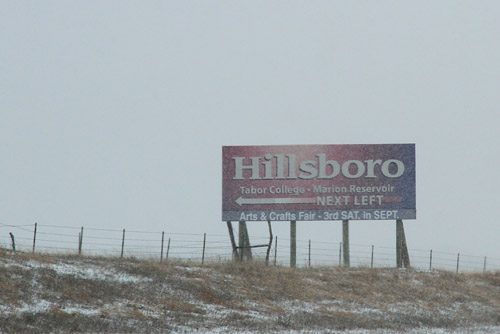 Hillsboro
Tabor College - Marion Reservoir
NEXT LEFT
Arts & Crafts Fair - 3rd SAT. in SEPT.